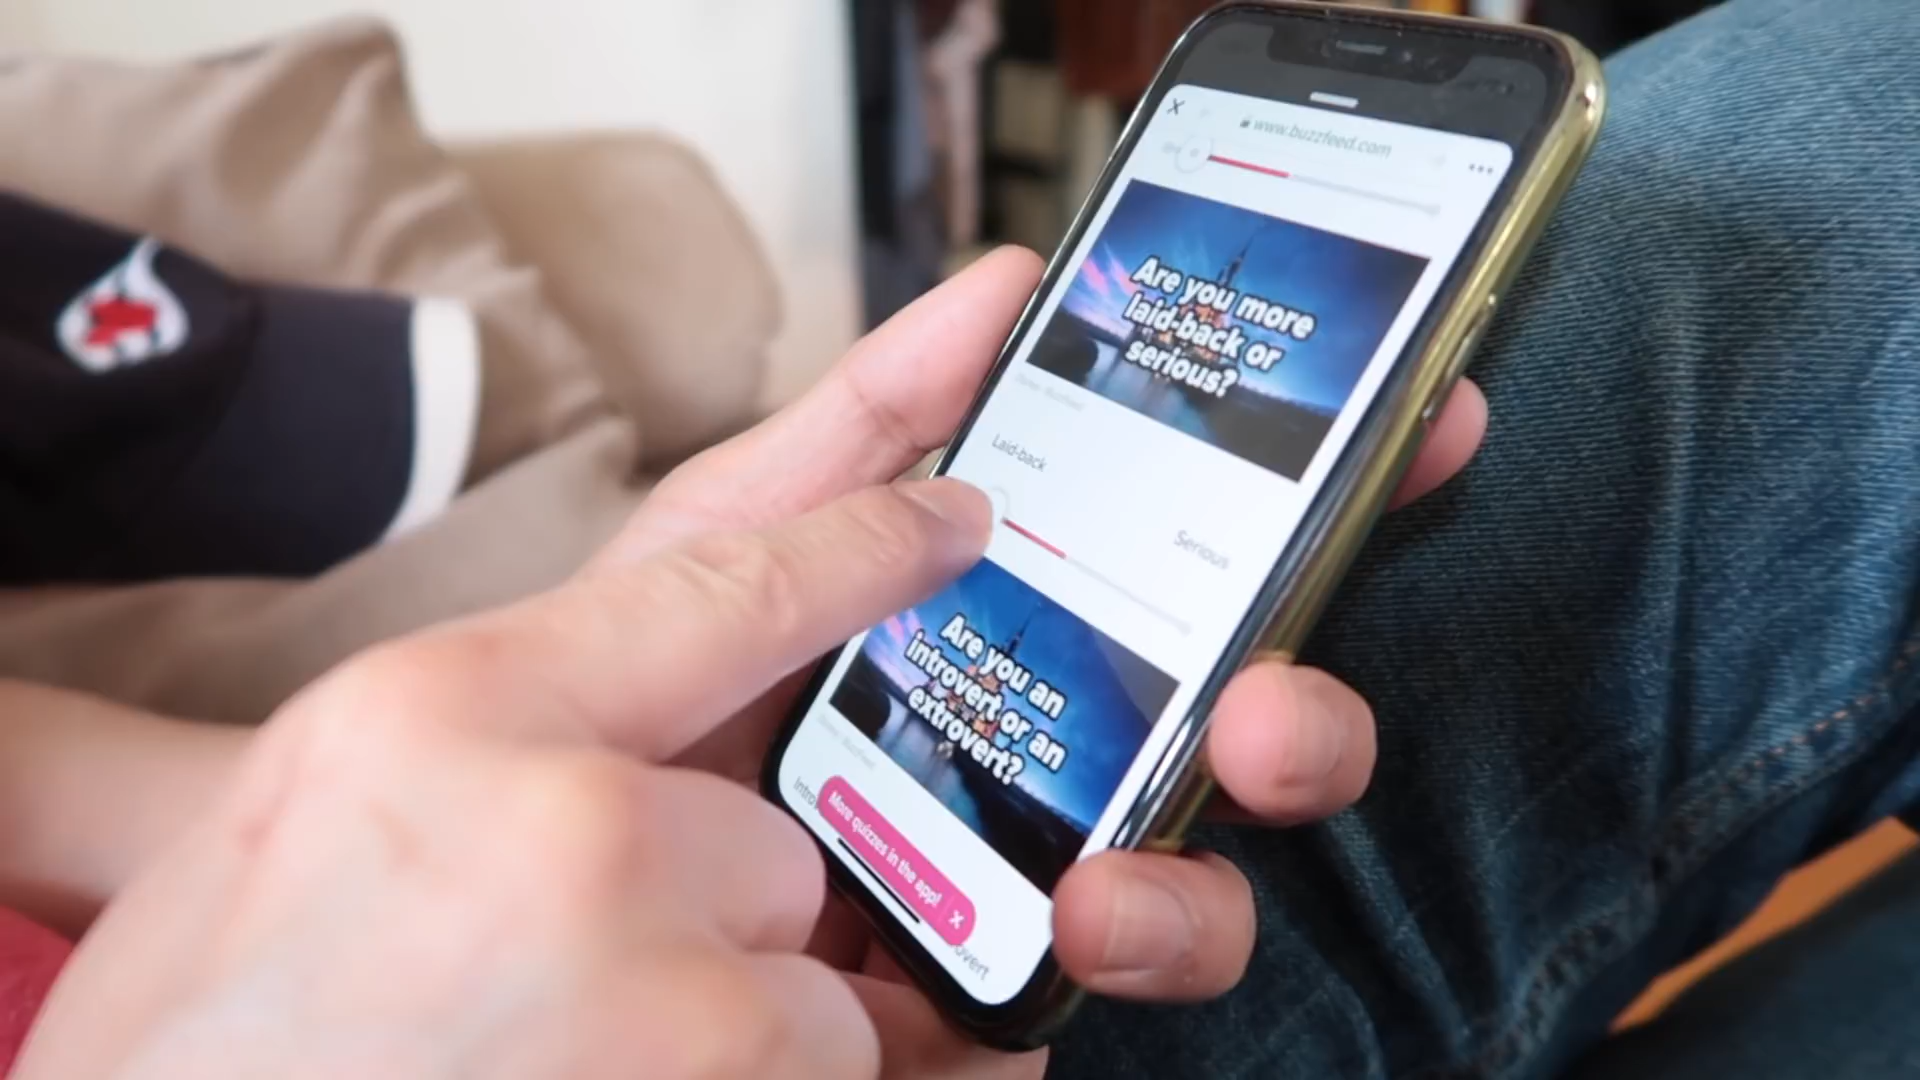 www.buzzfeed.com
Are you more
laid-back or
serious?
Laid-back
Serious
Are you an
introvert or an
extrovert?
More quizzes in the app! X